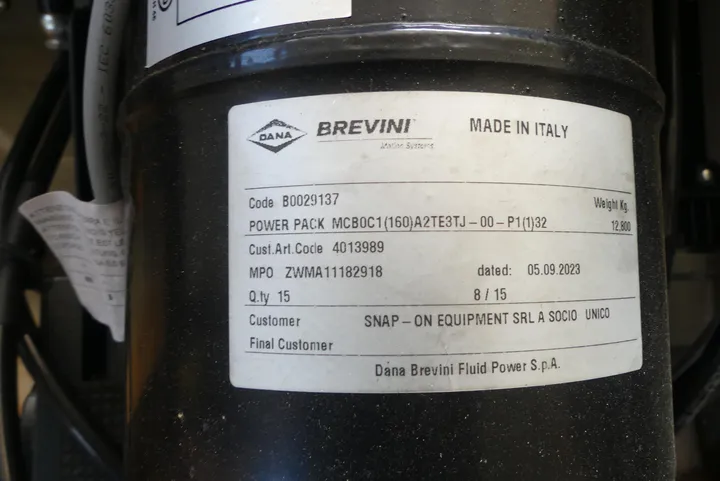 DANA
BREVINI
Motion Systems
MADE IN ITALY
Code B0029137
Weight Kg.
POWER PACK MCB0C1(160)A2TE3TJ-00-P1(1)32
12,800
Cust.Art.Code 4013989
MPO ZWMA11182918 dated: 05.09.2023
Q.ty 15 8 / 15
Customer SNAP-ON EQUIPMENT SRL A SOCIO UNICO
Final Customer
Dana Brevini Fluid Power S.p.A.